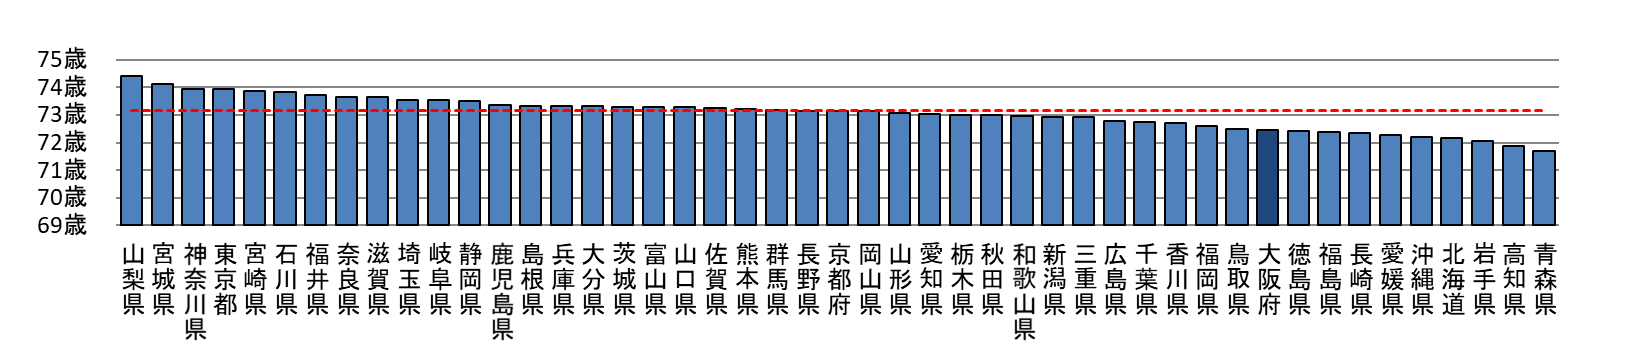 75歳
74歳
73歳
72歳
71歳
70歳
69歳
山梨県
宮城県
神奈川県
東京都
宮崎県
石川県
福井県
奈良県
滋賀県
埼玉県
岐阜県
静岡県
鹿児島県
島根県
兵庫県
大分県
茨城県
富山県
山口県
佐賀県
熊本県
群馬県
長野県
京都府
岡山県
山形県
愛知県
栃木県
秋田県
和歌山県
新潟県
三重県
広島県
千葉県
香川県
福岡県
鳥取県
大阪府
徳島県
福島県
長崎県
愛媛県
沖縄県
北海道
岩手県
高知県
青森県